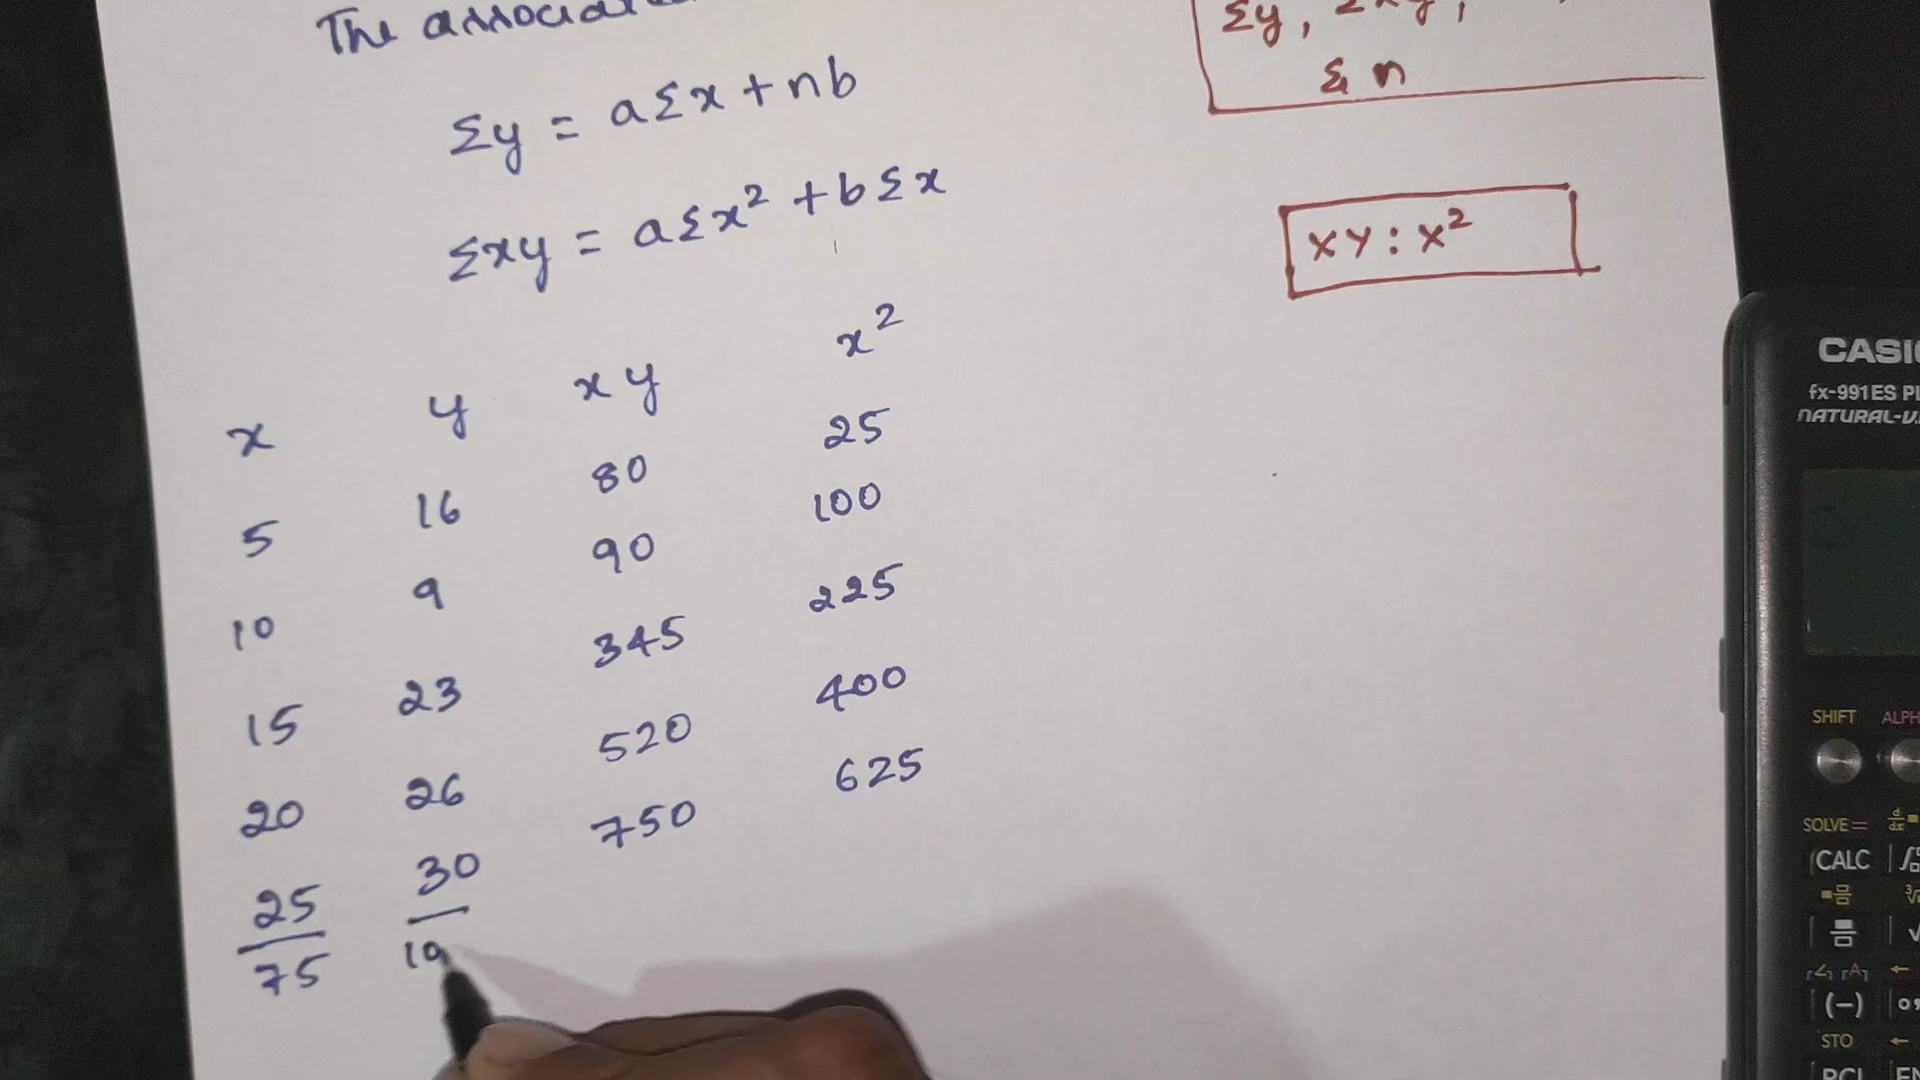 The
Σy,
& n
Σy = aΣx + nb
Σxy = aΣx² + bΣx
XY : X²
x y xy x²
5 16 80 25
10 9 90 100
15 23 345 225
20 26 520 400
25 30 750 625
75
fx-991ES
SHIFT
SOLVE=
CALC
(-)
STO